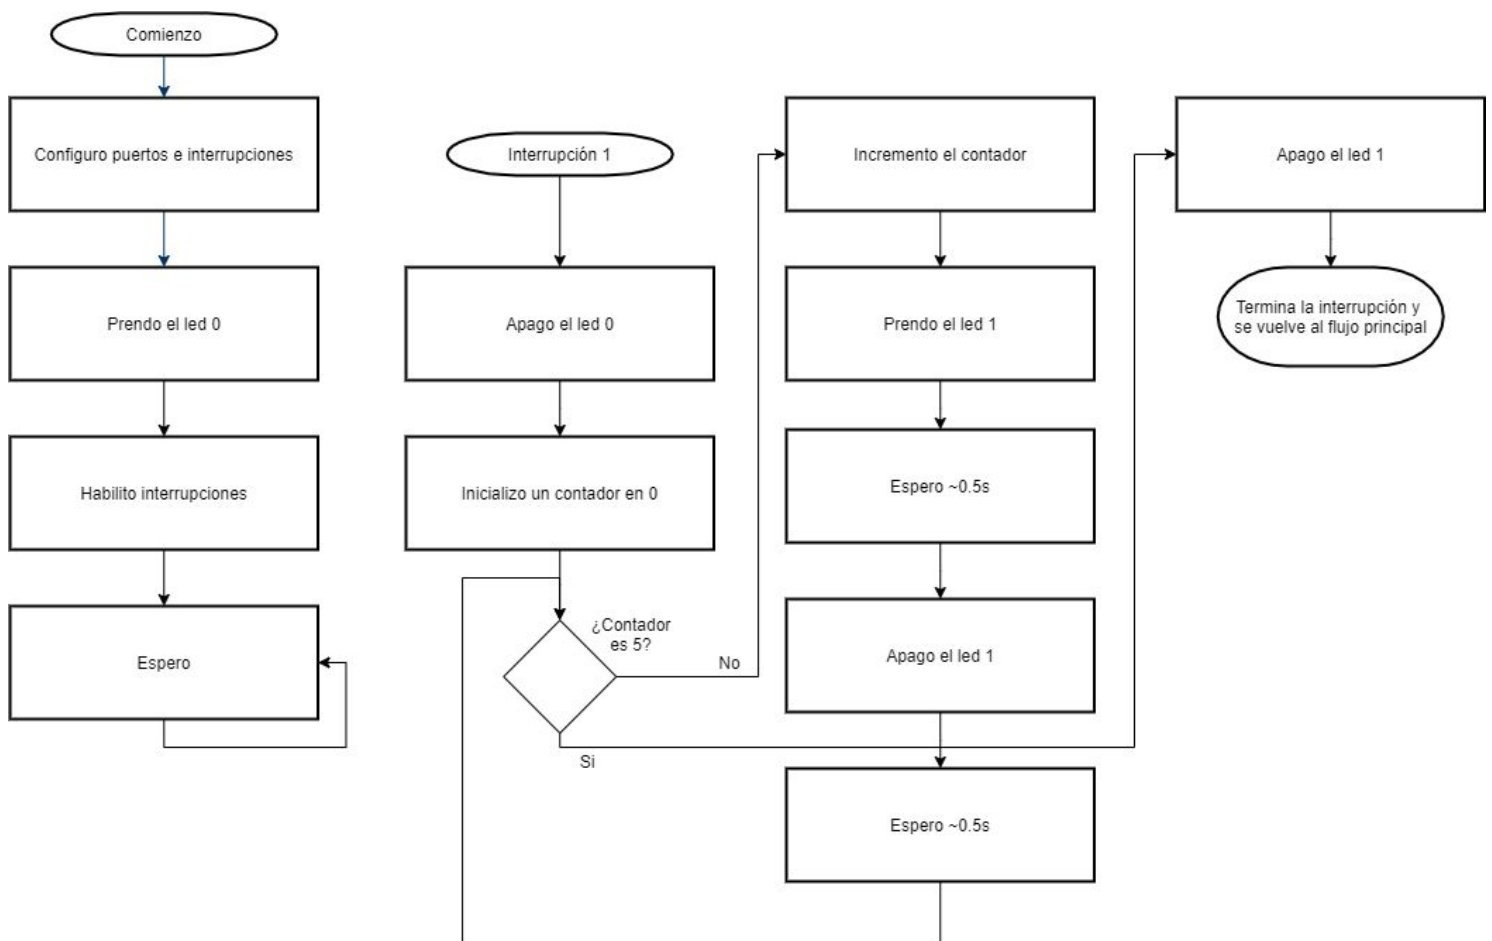 Comienzo
Configuro puertos e interrupciones
Prendo el led 0
Habilito interrupciones
Espero
Interrupción 1
Apago el led 0
Inicializo un contador en 0
¿Contador
es 5?
No
Si
Incremento el contador
Prendo el led 1
Espero ~0.5s
Apago el led 1
Espero ~0.5s
Apago el led 1
Termina la interrupción y
se vuelve al flujo principal